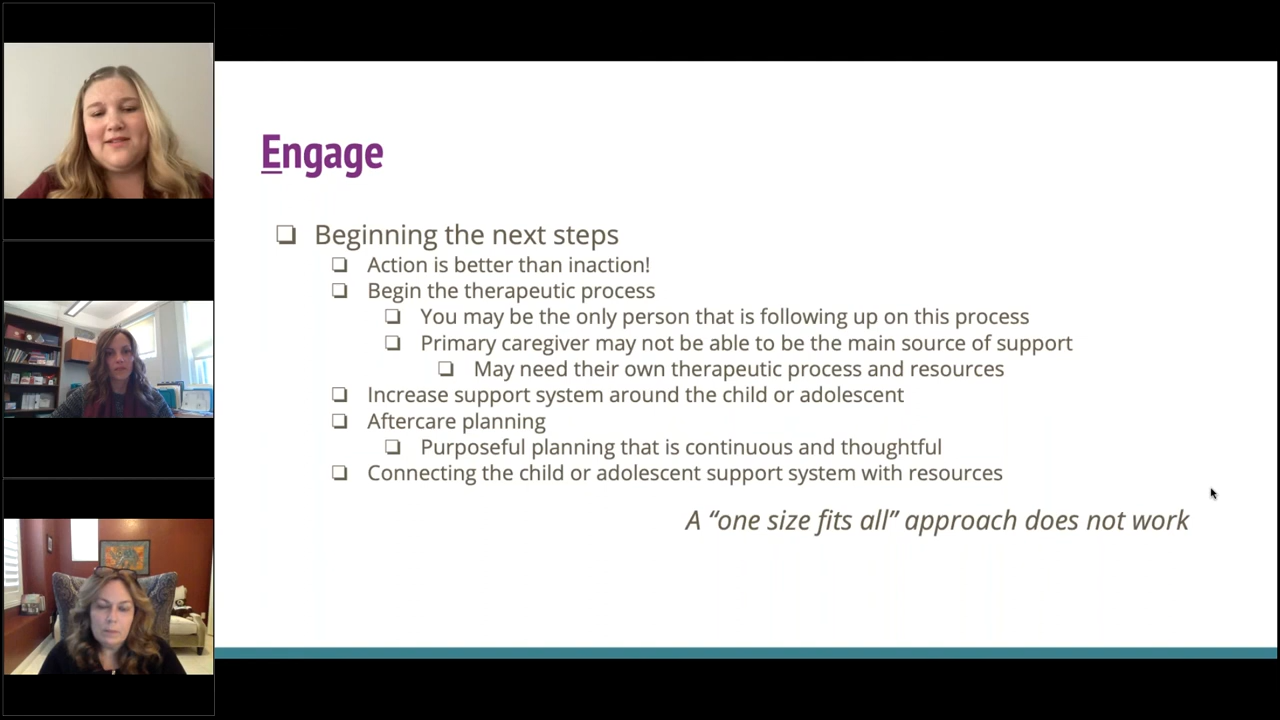 Engage
Beginning the next steps
Action is better than inaction!
Begin the therapeutic process
You may be the only person that is following up on this process
Primary caregiver may not be able to be the main source of support
May need their own therapeutic process and resources
Increase support system around the child or adolescent
Aftercare planning
Purposeful planning that is continuous and thoughtful
Connecting the child or adolescent support system with resources
A “one size fits all” approach does not work